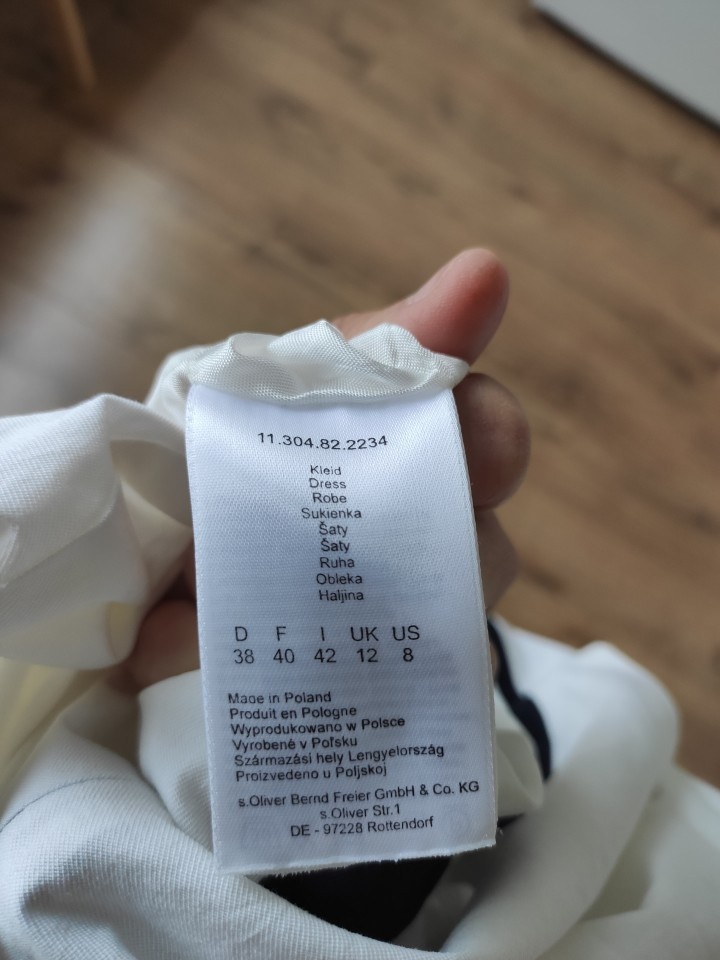 11.304.82.2234
Kleid
Dress
Robe
Sukienka
Šaty
Šaty
Ruha
Obleka
Haljina
D F I UK US
38 40 42 12 8
Made in Poland
Produit en Pologne
Wyprodukowano w Polsce
Vyrobené v Poľsku
Származási hely Lengyelország
Proizvedeno u Poljskoj
s.Oliver Bernd Freier GmbH & Co. KG
s.Oliver Str.1
DE - 97228 Rottendorf